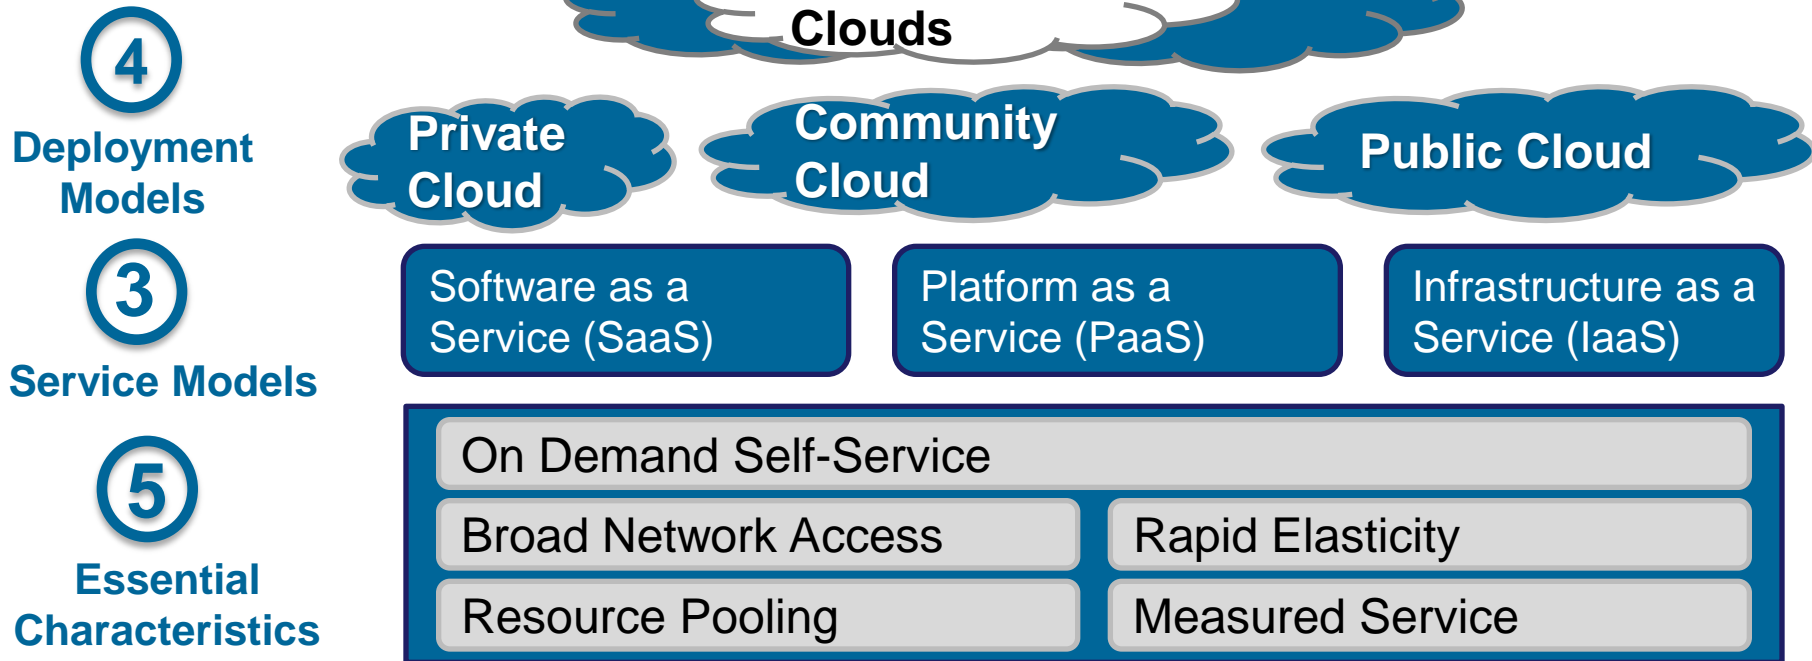 Clouds
4
Deployment
Models
Private
Cloud
Community
Cloud
Public Cloud
3
Service Models
Software as a
Service (SaaS)
Platform as a
Service (PaaS)
Infrastructure as a
Service (IaaS)
5
Essential
Characteristics
On Demand Self-Service
Broad Network Access
Rapid Elasticity
Resource Pooling
Measured Service